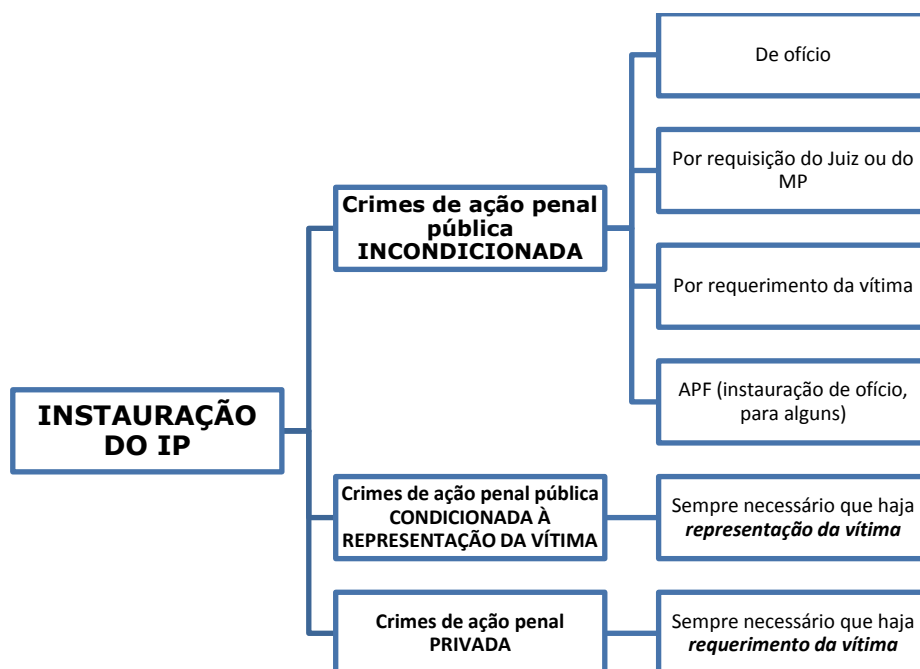 INSTAURAÇÃO
DO IP
Crimes de ação penal
pública
INCONDICIONADA
De ofício
Por requisição do Juiz ou do
MP
Por requerimento da vítima
APF (instauração de ofício,
para alguns)
Crimes de ação penal pública
CONDICIONADA À
REPRESENTAÇÃO DA VÍTIMA
Sempre necessário que haja
representação da vítima
Crimes de ação penal
PRIVADA
Sempre necessário que haja
requerimento da vítima